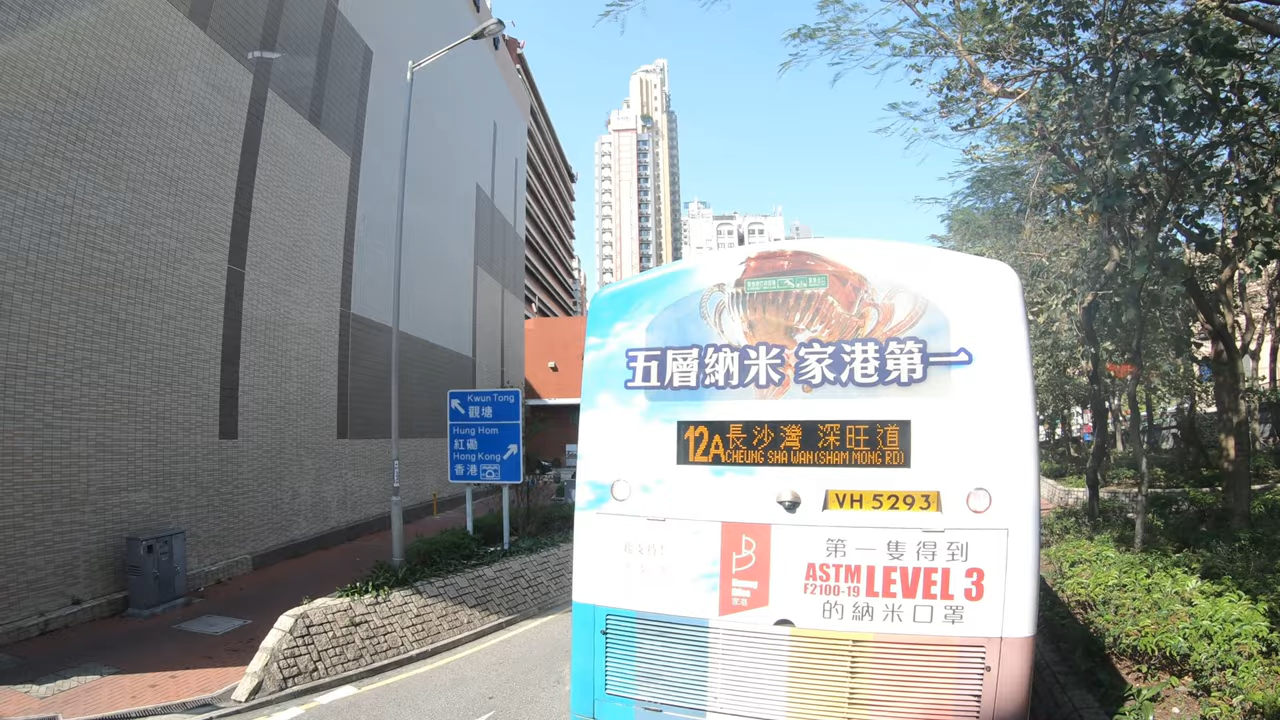 Kwun Tong
觀塘
Hung Hom
紅磡
Hong Kong
香港
五層納米 家港第一
12A 長沙灣 深旺道
CHEUNG SHA WAN(SHAM MONG RD)
VH 5293
家港
第一隻得到
ASTM F2100-19 LEVEL 3
的納米口罩